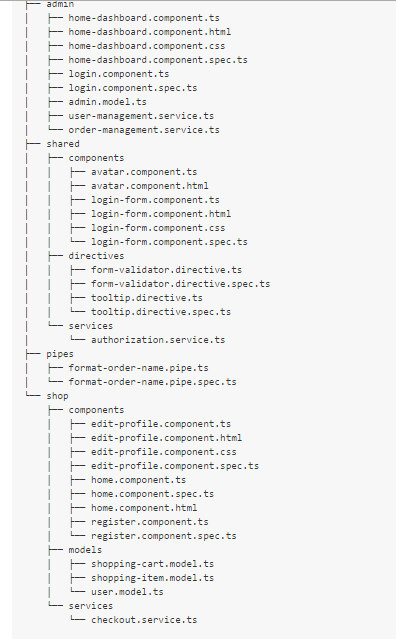 ├── admin
│   ├── home-dashboard.component.ts
│   ├── home-dashboard.component.html
│   ├── home-dashboard.component.css
│   ├── home-dashboard.component.spec.ts
│   ├── login.component.ts
│   ├── login.component.spec.ts
│   ├── admin.model.ts
│   ├── user-management.service.ts
│   └── order-management.service.ts
├── shared
│   ├── components
│   │   ├── avatar.component.ts
│   │   ├── avatar.component.html
│   │   ├── login-form.component.ts
│   │   ├── login-form.component.html
│   │   ├── login-form.component.css
│   │   └── login-form.component.spec.ts
│   ├── directives
│   │   ├── form-validator.directive.ts
│   │   ├── form-validator.directive.spec.ts
│   │   ├── tooltip.directive.ts
│   │   └── tooltip.directive.spec.ts
│   └── services
│       └── authorization.service.ts
├── pipes
│   ├── format-order-name.pipe.ts
│   └── format-order-name.pipe.spec.ts
└── shop
    ├── components
    │   ├── edit-profile.component.ts
    │   ├── edit-profile.component.html
    │   ├── edit-profile.component.css
    │   ├── edit-profile.component.spec.ts
    │   ├── home.component.ts
    │   ├── home.component.spec.ts
    │   ├── home.component.html
    │   ├── register.component.ts
    │   └── register.component.spec.ts
    ├── models
    │   ├── shopping-cart.model.ts
    │   ├── shopping-item.model.ts
    │   └── user.model.ts
    └── services
        └── checkout.service.ts